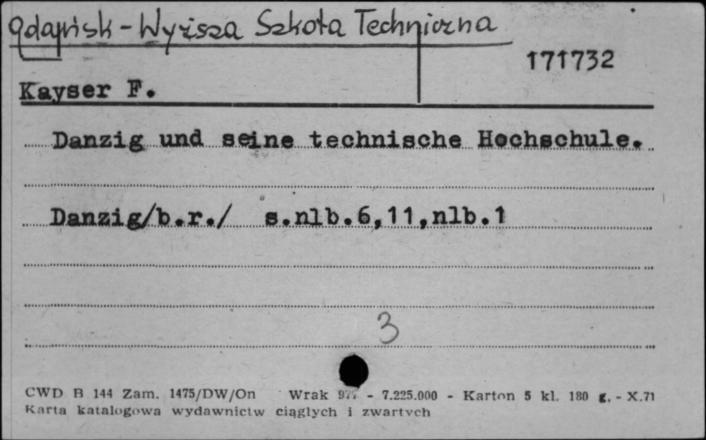 Gdańsk - Wyższa Szkoła Techniczna
171732
Kayser F.
Danzig und seine technische Hochschule.
Danzig/b.r./ s.nlb.6,11,nlb.1
3
CWD B 144 Zam. 1475/DW/On Wrak - 7.225.000 - Karton 5 kl. 180 g. - X.71
Karta katalogowa wydawnictw ciągłych i zwartych